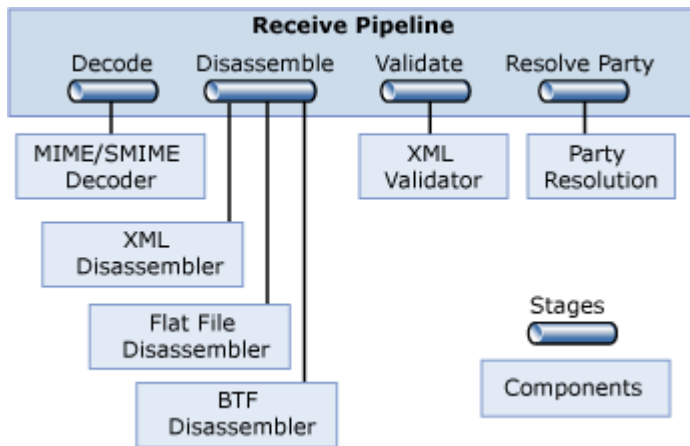 Receive Pipeline
Decode
Disassemble
Validate
Resolve Party
MIME/SMIME
Decoder
XML
Validator
Party
Resolution
XML
Disassembler
Flat File
Disassembler
BTF
Disassembler
Stages
Components